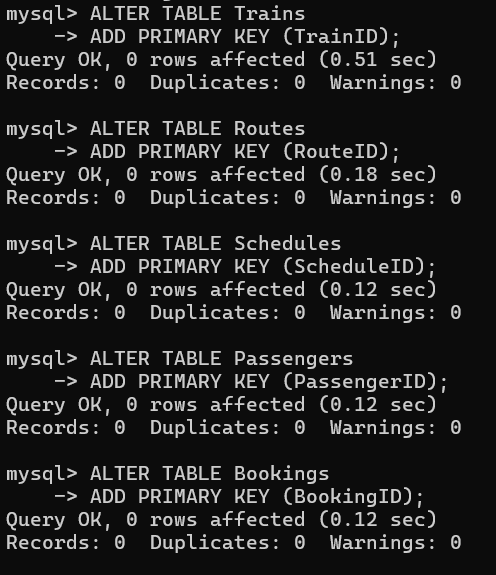 mysql> ALTER TABLE Trains
    -> ADD PRIMARY KEY (TrainID);
Query OK, 0 rows affected (0.51 sec)
Records: 0  Duplicates: 0  Warnings: 0

mysql> ALTER TABLE Routes
    -> ADD PRIMARY KEY (RouteID);
Query OK, 0 rows affected (0.18 sec)
Records: 0  Duplicates: 0  Warnings: 0

mysql> ALTER TABLE Schedules
    -> ADD PRIMARY KEY (ScheduleID);
Query OK, 0 rows affected (0.12 sec)
Records: 0  Duplicates: 0  Warnings: 0

mysql> ALTER TABLE Passengers
    -> ADD PRIMARY KEY (PassengerID);
Query OK, 0 rows affected (0.12 sec)
Records: 0  Duplicates: 0  Warnings: 0

mysql> ALTER TABLE Bookings
    -> ADD PRIMARY KEY (BookingID);
Query OK, 0 rows affected (0.12 sec)
Records: 0  Duplicates: 0  Warnings: 0